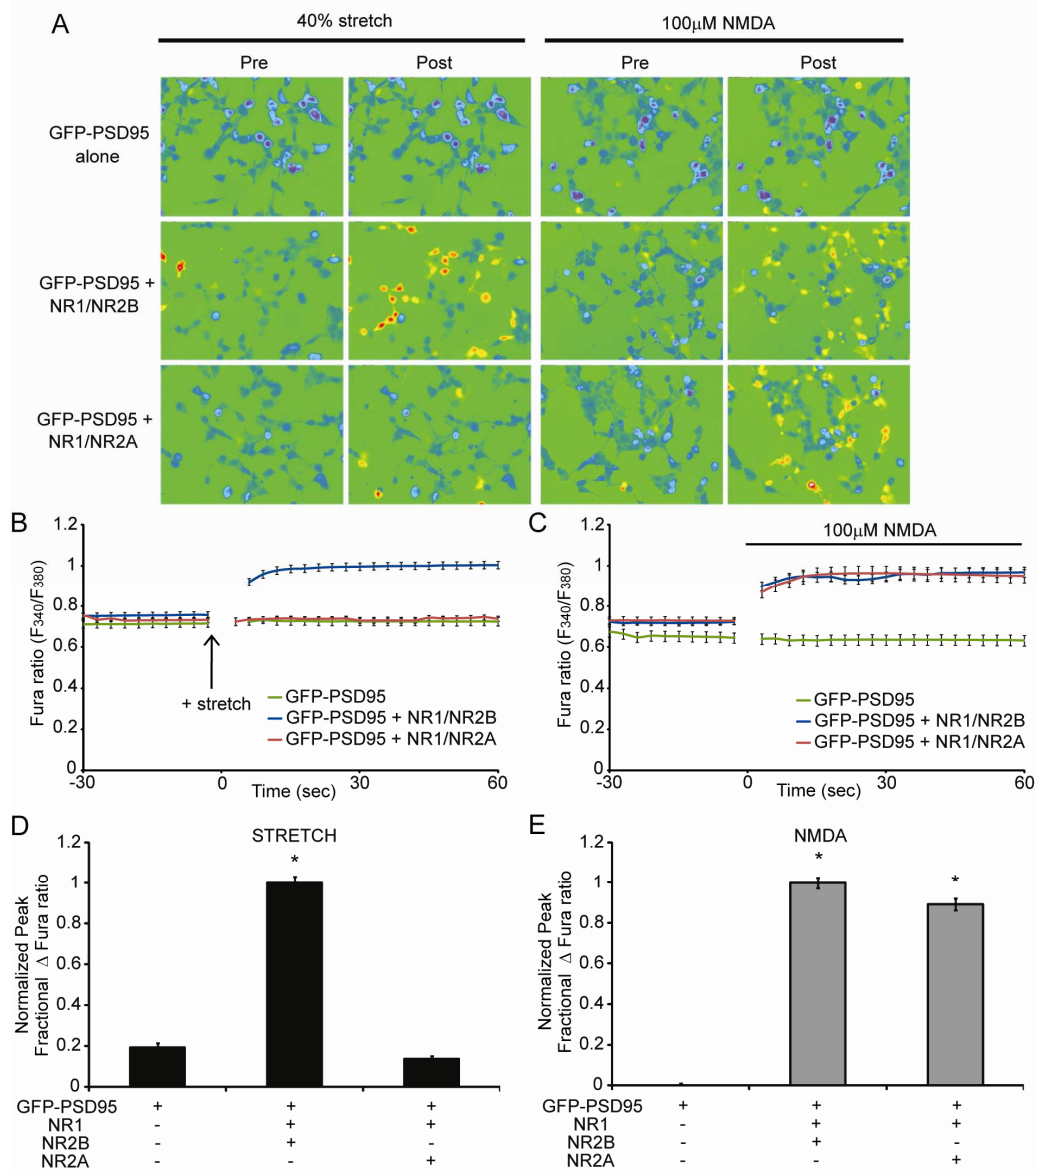 A
40% stretch
100µM NMDA
Pre
Post
Pre
Post
GFP-PSD95
alone
GFP-PSD95 +
NR1/NR2B
GFP-PSD95 +
NR1/NR2A
B
1.2
1
0.8
0.6
0.4
0.2
0
Fura ratio (F340/F380)
+ stretch
GFP-PSD95
GFP-PSD95 + NR1/NR2B
GFP-PSD95 + NR1/NR2A
-30
0
30
60
Time (sec)
C
100µM NMDA
1.2
1
0.8
0.6
0.4
0.2
0
Fura ratio (F340/F380)
GFP-PSD95
GFP-PSD95 + NR1/NR2B
GFP-PSD95 + NR1/NR2A
-30
0
30
60
Time (sec)
D
STRETCH
1.2
1
0.8
0.6
0.4
0.2
0
Normalized Peak
Fractional Δ Fura ratio
*
GFP-PSD95 + + +
NR1 - + +
NR2B - + -
NR2A - - +
E
NMDA
1.2
1
0.8
0.6
0.4
0.2
0
Normalized Peak
Fractional Δ Fura ratio
*
*
GFP-PSD95 + + +
NR1 - + +
NR2B - + -
NR2A - - +